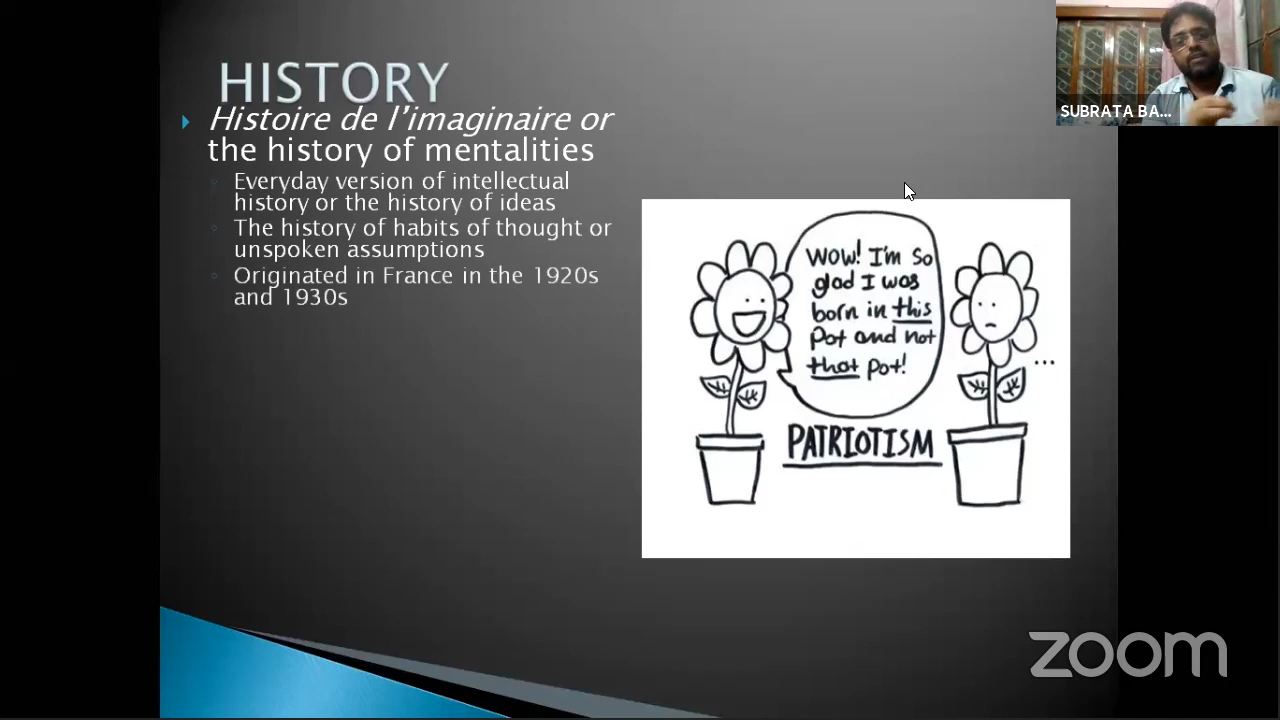 HISTORY
Histoire de l'imaginaire or
the history of mentalities
Everyday version of intellectual
history or the history of ideas
The history of habits of thought or
unspoken assumptions
Originated in France in the 1920s
and 1930s
WOW! I'm so
glad I was
born in this
pot and not
that pot!
...
PATRIOTISM
SUBRATA BA...
zoom